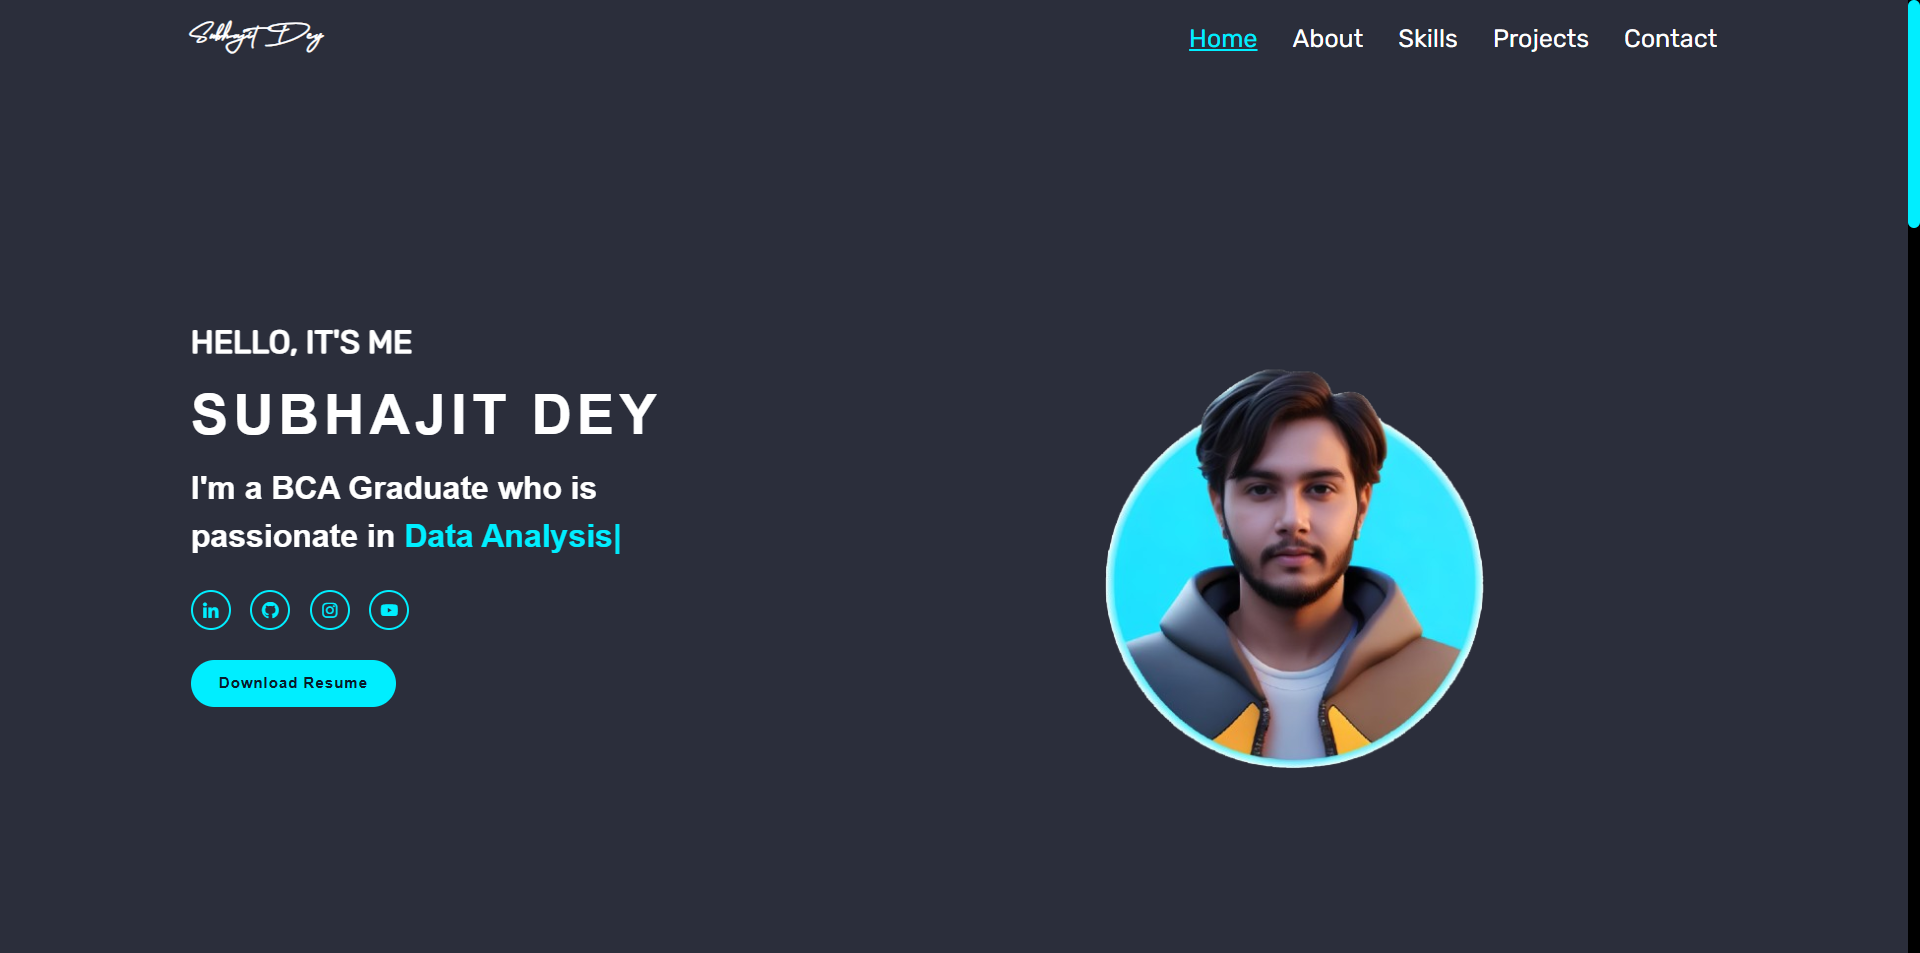 Subhajit Dey
Home About Skills Projects Contact
HELLO, IT'S ME
SUBHAJIT DEY
I'm a BCA Graduate who is
passionate in Data Analysis|
in
Download Resume